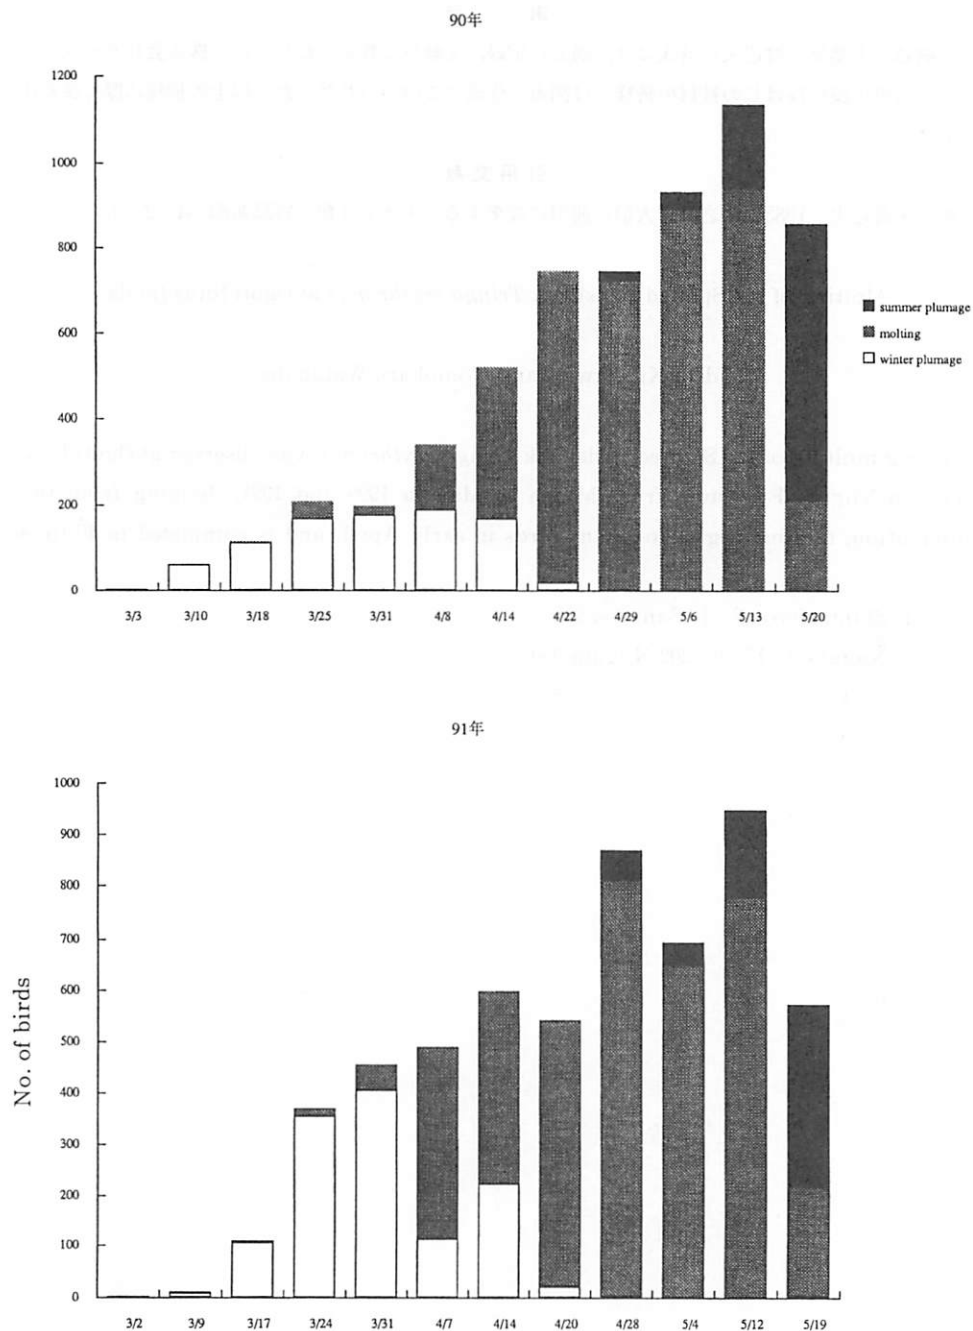 90年
1200
1000
800
600
400
200
0
3/3 3/10 3/18 3/25 3/31 4/8 4/14 4/22 4/29 5/6 5/13 5/20
summer plumage
molting
winter plumage
91年
No. of birds
1000
900
800
700
600
500
400
300
200
100
0
3/2 3/9 3/17 3/24 3/31 4/7 4/14 4/20 4/28 5/4 5/12 5/19